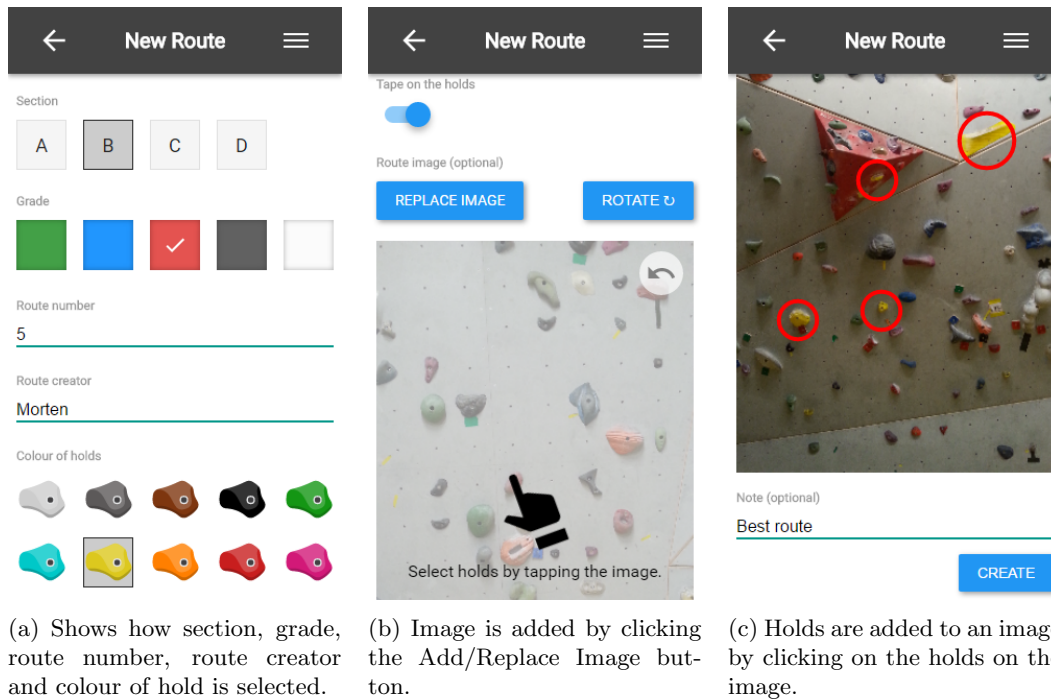 New Route
Section
A B C D
Grade
Route number
5
Route creator
Morten
Colour of holds
(a) Shows how section, grade,
route number, route creator
and colour of hold is selected.
New Route
Tape on the holds
Route image (optional)
REPLACE IMAGE ROTATE ↻
Select holds by tapping the image.
(b) Image is added by clicking
the Add/Replace Image but-
ton.
New Route
Note (optional)
Best route
CREATE
(c) Holds are added to an imag
by clicking on the holds on th
image.